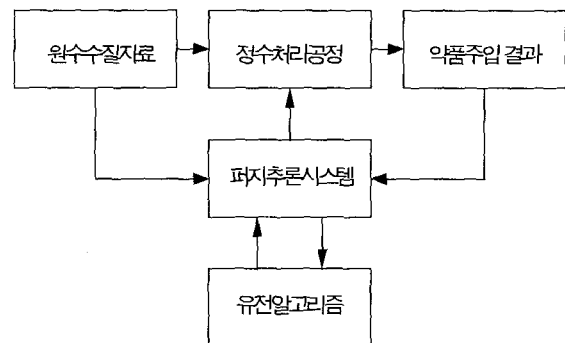 원수수질자료
정수처리공정
약품주입 결과
퍼지추론시스템
유전알고리즘